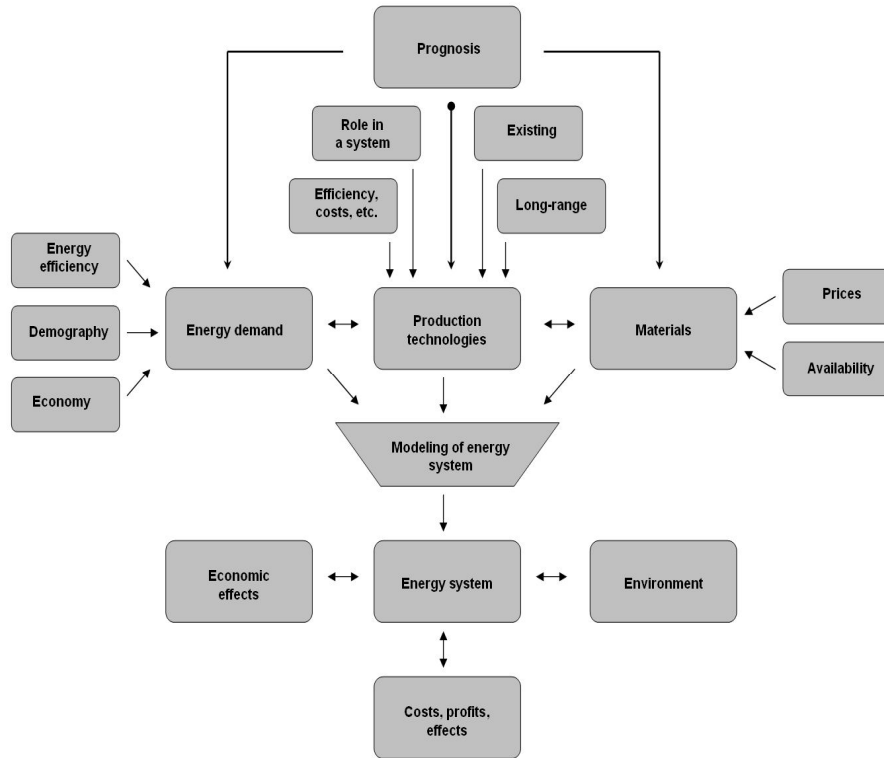 Prognosis
Role in
a system
Existing
Efficiency,
costs, etc.
Long-range
Energy
efficiency
Demography
Economy
Energy demand
Production
technologies
Materials
Prices
Availability
Modeling of energy
system
Economic
effects
Energy system
Environment
Costs, profits,
effects